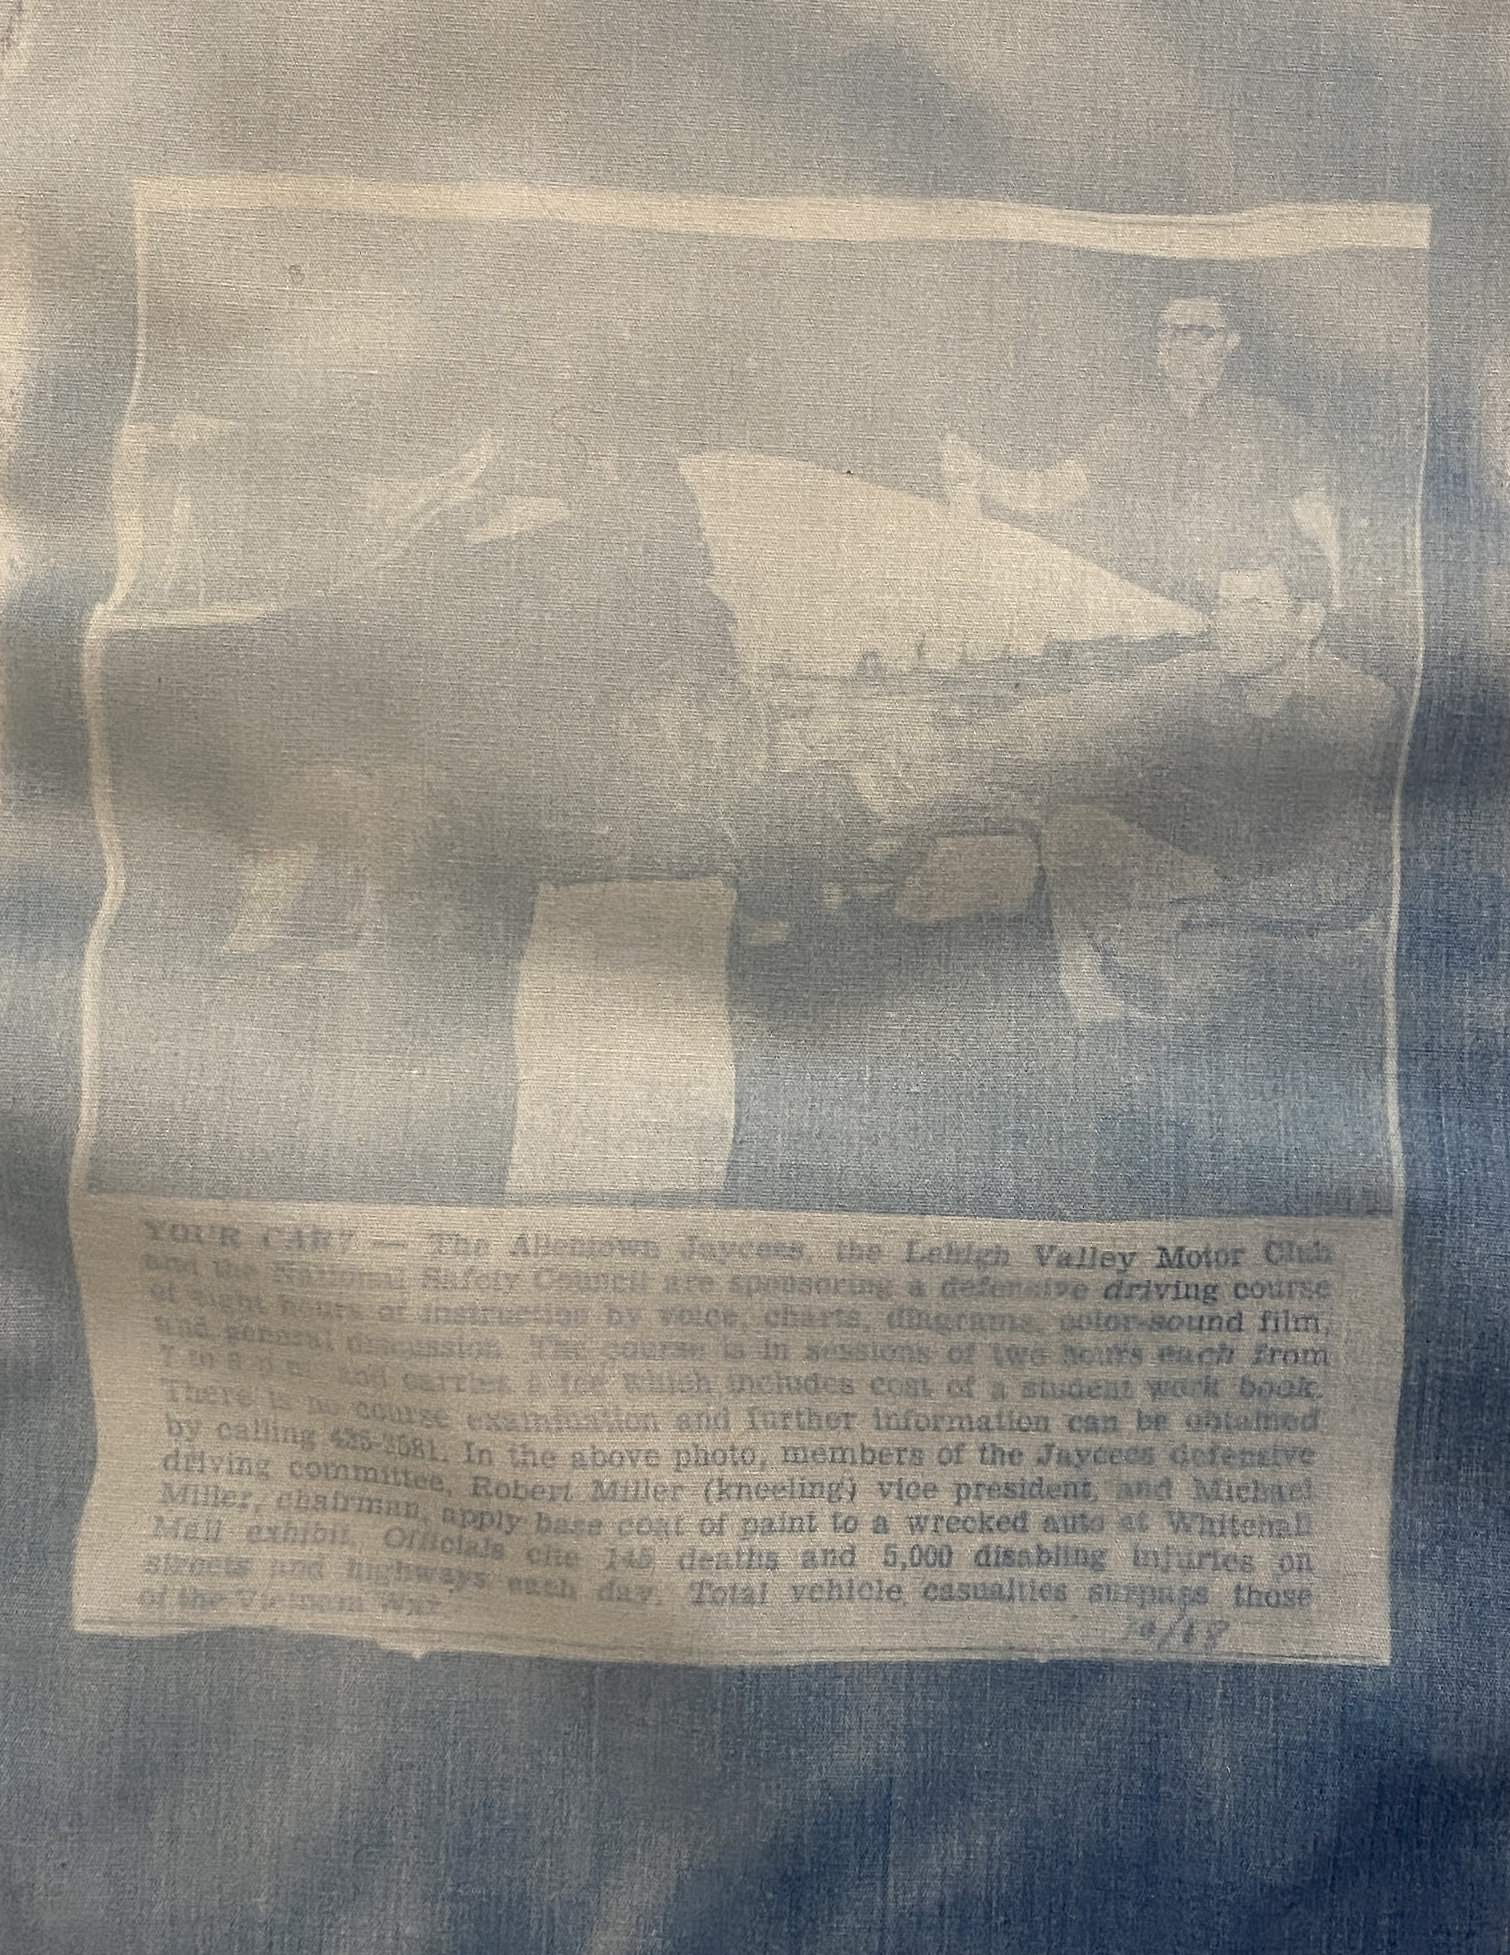 YOUR CAR? — The Allentown Jaycees, the Lehigh Valley Motor Club
and the National Safety Council are sponsoring a defensive driving course
of eight hours of instruction by voice, charts, diagrams, color-sound film,
and general discussion. The course is in sessions of two hours each from
7 to 9 p.m. and carries a fee which includes cost of a student work book.
There is no course examination and further information can be obtained
by calling In the above photo, members of the Jaycees defensive
driving committee, Robert Miller (kneeling) vice president, and Michael
Miller, chairman, apply base coat of paint to a wrecked auto at Whitehall
Mall exhibit. Officials cite 145 deaths and 5,000 disabling injuries on
streets and highways each day. Total vehicle casualties surpass those
of the Vietnam War.
10/68